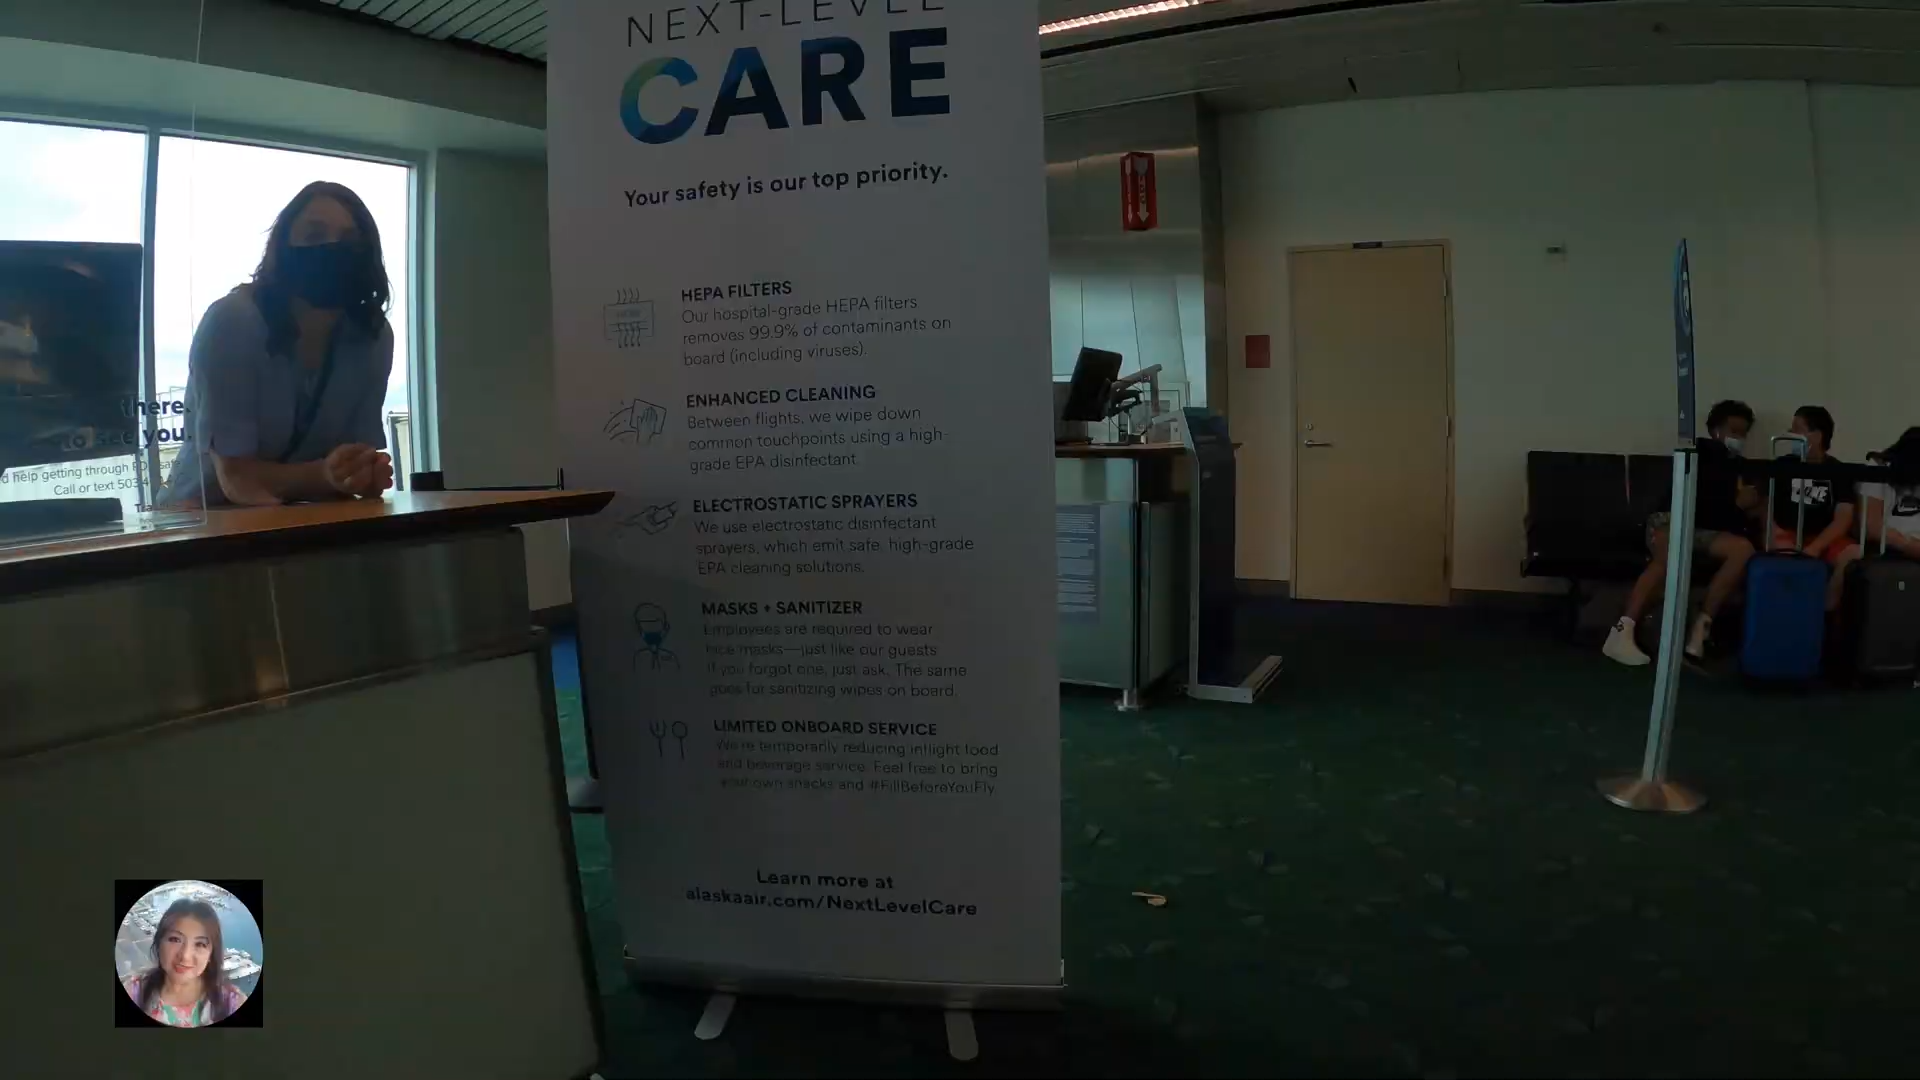 NEXT-LEVEL
CARE
Your safety is our top priority.
HEPA FILTERS
Our hospital-grade HEPA filters
removes 99.9% of contaminants on
board (including viruses).
ENHANCED CLEANING
Between flights, we wipe down
common touchpoints using a high-
grade EPA disinfectant.
ELECTROSTATIC SPRAYERS
We use electrostatic disinfectant
sprayers, which emit safe, high-grade
EPA cleaning solutions.
MASKS + SANITIZER
Employees are required to wear
face masks—just like our guests.
If you forgot one, just ask. The same
goes for sanitizing wipes on board.
LIMITED ONBOARD SERVICE
We're temporarily reducing inflight food
and beverage service. Feel free to bring
your own snacks and #FillBeforeYouFly
Learn more at
alaskaair.com/NextLevelCare
there.
to see you.
help getting through
Call or text 503